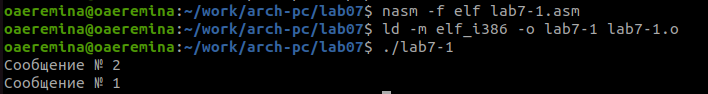 oaeremina@oaeremina:~/work/arch-pc/lab07$ nasm -f elf lab7-1.asm
oaeremina@oaeremina:~/work/arch-pc/lab07$ ld -m elf_i386 -o lab7-1 lab7-1.o
oaeremina@oaeremina:~/work/arch-pc/lab07$ ./lab7-1
Сообщение № 2
Сообщение № 1